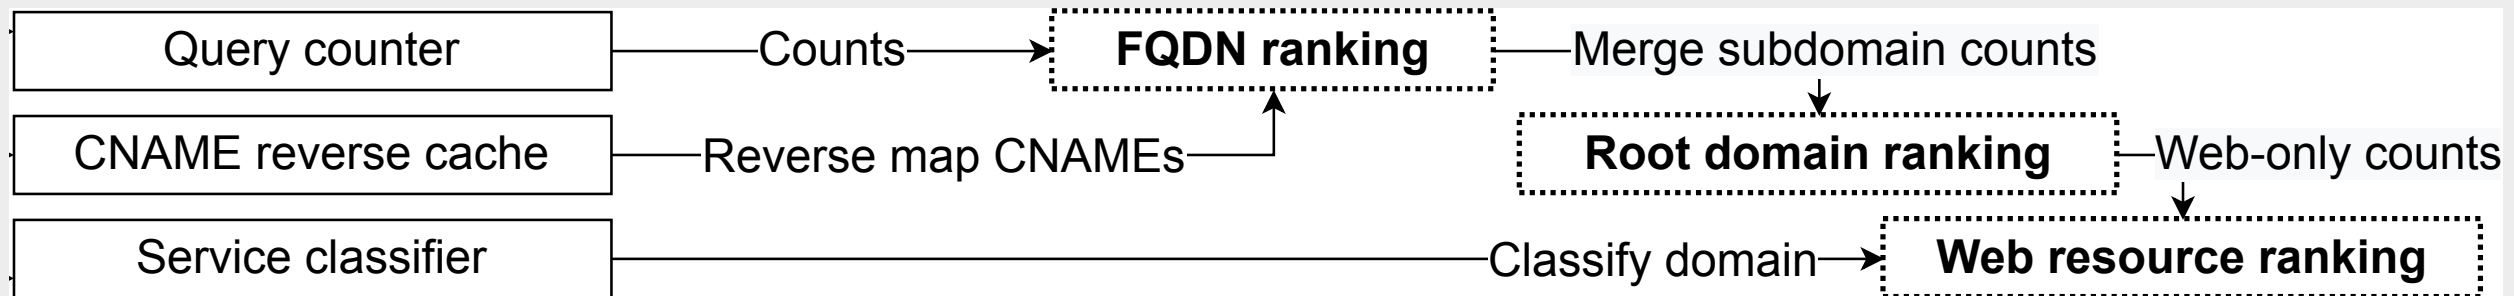 Query counter
Counts
FQDN ranking
Merge subdomain counts
CNAME reverse cache
Reverse map CNAMEs
Root domain ranking
Web-only counts
Service classifier
Classify domain
Web resource ranking